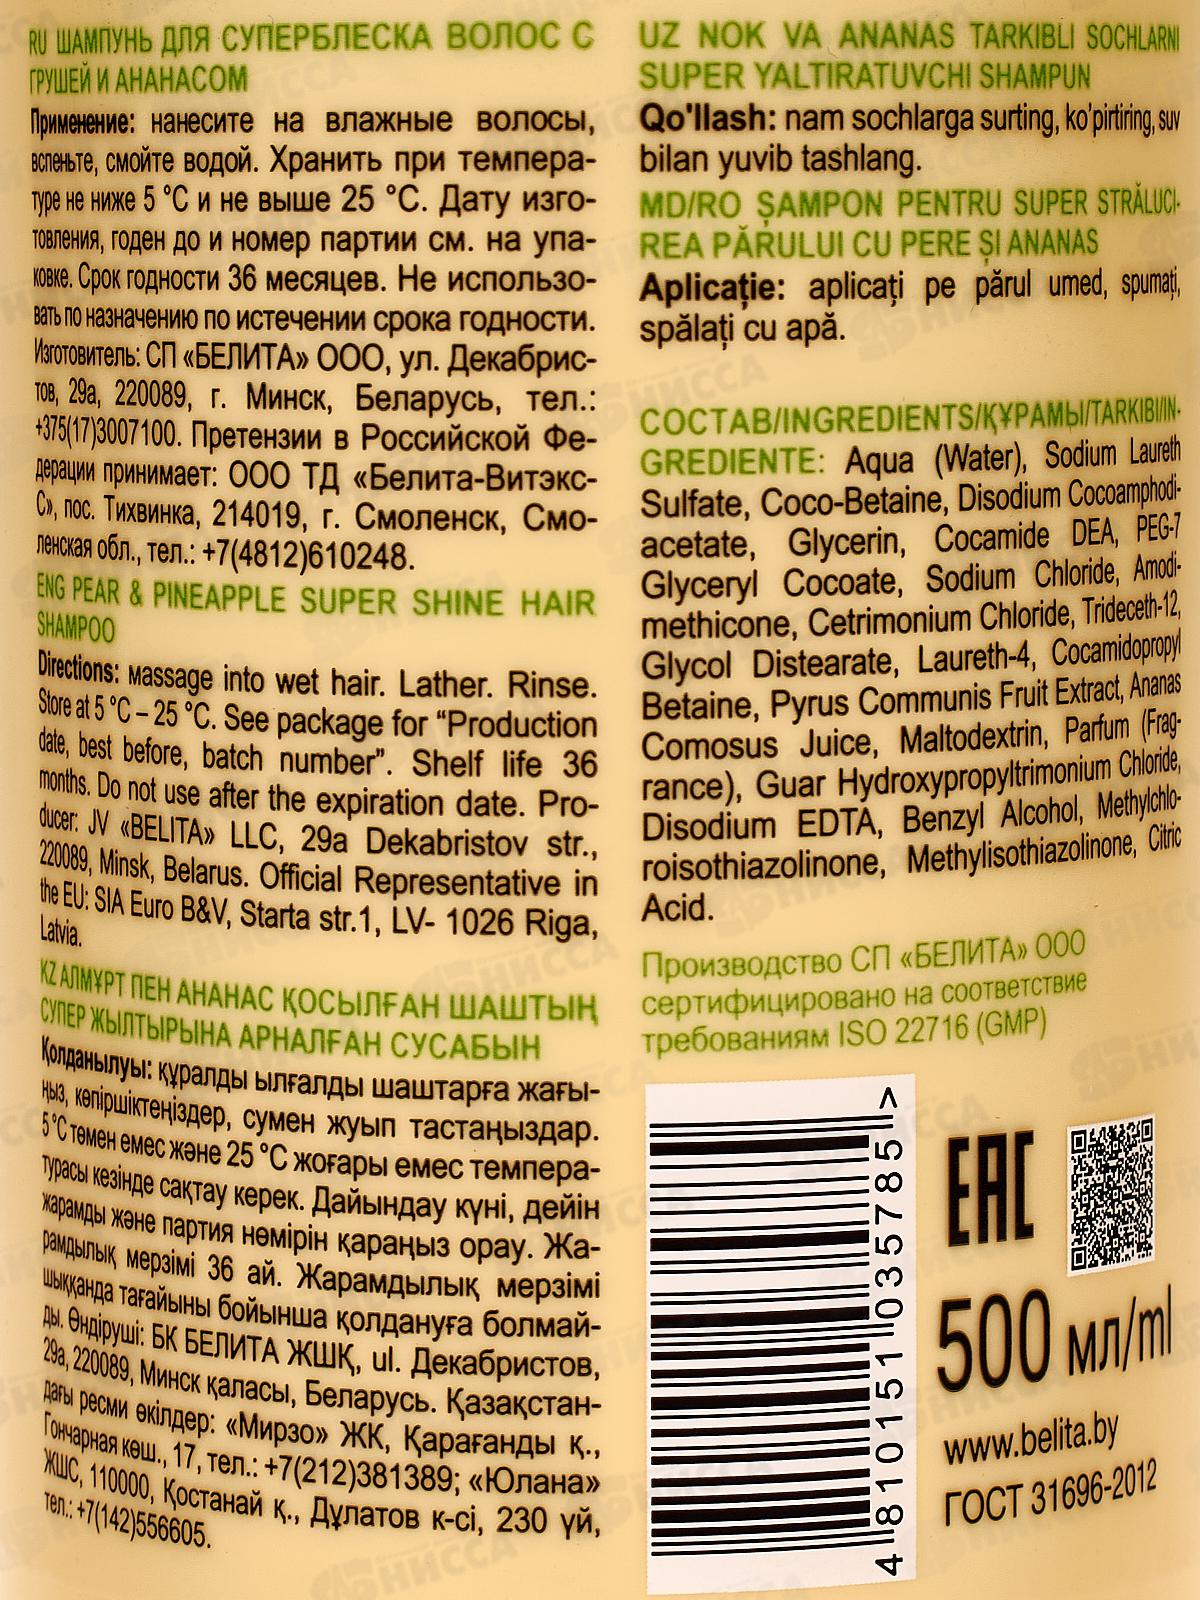 RU ШАМПУНЬ ДЛЯ СУПЕРБЛЕСКА ВОЛОС С
ГРУШЕЙ И АНАНАСОМ
Применение: нанесите на влажные волосы,
вспеньте, смойте водой. Хранить при темпера-
туре не ниже 5 °C и не выше 25 °C. Дату изго-
товления, годен до и номер партии см. на упа-
ковке. Срок годности 36 месяцев. Не использо-
вать по назначению по истечении срока годности.
Изготовитель: СП «БЕЛИТА» ООО, ул. Декабрис-
тов, 29а, 220089, г. Минск, Беларусь, тел.:
+375(17)3007100. Претензии в Российской Фе-
дерации принимает: ООО ТД «Белита-Витэкс-
С», пос. Тихвинка, 214019, г. Смоленск, Смо-
ленская обл., тел.: +7(4812)610248.
ENG PEAR & PINEAPPLE SUPER SHINE HAIR
SHAMPOO
Directions: massage into wet hair. Lather. Rinse.
Store at 5 °C – 25 °C. See package for “Production
date, best before, batch number”. Shelf life 36
months. Do not use after the expiration date. Pro-
ducer: JV «BELITA» LLC, 29a Dekabristov str.,
220089, Minsk, Belarus. Official Representative in
the EU: SIA Euro B&V, Starta str.1, LV- 1026 Riga,
Latvia.
KZ АЛМҰРТ ПЕН АНАНАС ҚОСЫЛҒАН ШАШТЫҢ
СУПЕР ЖЫЛТЫРЫНА АРНАЛҒАН СУСАБЫН
Қолданылуы: құралды ылғалды шаштарға жағы-
ңыз, көпіршіктеңіздер, сумен жуып тастаңыздар.
5 °C төмен емес және 25 °C жоғары емес темпера-
турасы кезінде сақтау керек. Дайындау күні, дейін
жарамды және партия нөмірін қараңыз орау. Жа-
рамдылық мерзімі 36 ай. Жарамдылық мерзімі
шыққанда тағайыны бойынша қолдануға болмай-
ды. Өндіруші: БК БЕЛИТА ЖШҚ, ul. Декабристов,
29а, 220089, Минск қаласы, Беларусь. Қазақстан-
дағы ресми өкілдер: «Мирзо» ЖК, Қарағанды қ.,
Гончарная көш., 17, тел.: +7(212)381389; «Юлана»
ЖШС, 110000, Қостанай қ., Дұлатов к-сі, 230 үй,
тел.: +7(142)556605.
UZ NOK VA ANANAS TARKIBLI SOCHLARNI
SUPER YALTIRATUVCHI SHAMPUN
Qo'llash: nam sochlarga surting, ko'pirtiring, suv
bilan yuvib tashlang.
MD/RO ȘAMPON PENTRU SUPER STRĂLUCI-
REA PĂRULUI CU PERE ȘI ANANAS
Aplicație: aplicați pe părul umed, spumați,
spălați cu apă.
СОСТАВ/INGREDIENTS/ҚҰРАМЫ/TARKIBI/IN-
GREDIENTE: Aqua (Water), Sodium Laureth
Sulfate, Coco-Betaine, Disodium Cocoamphodi-
acetate, Glycerin, Cocamide DEA, PEG-7
Glyceryl Cocoate, Sodium Chloride, Amodi-
methicone, Cetrimonium Chloride, Trideceth-12,
Glycol Distearate, Laureth-4, Cocamidopropyl
Betaine, Pyrus Communis Fruit Extract, Ananas
Comosus Juice, Maltodextrin, Parfum (Frag-
rance), Guar Hydroxypropyltrimonium Chloride,
Disodium EDTA, Benzyl Alcohol, Methylchlo-
roisothiazolinone, Methylisothiazolinone, Citric
Acid.
Производство СП «БЕЛИТА» ООО
сертифицировано на соответствие
требованиям ISO 22716 (GMP)
4 810151 035785 >
EAC
500 мл/ml
www.belita.by
ГОСТ 31696-2012